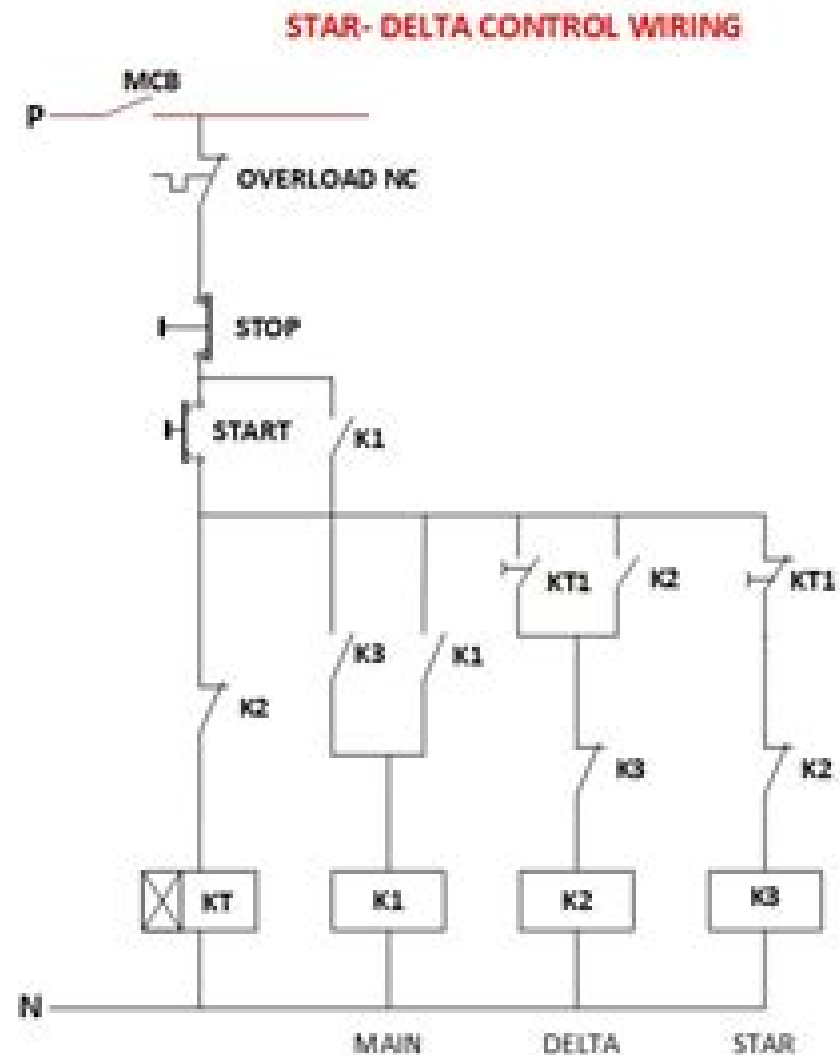 STAR- DELTA CONTROL WIRING
MCB
P
OVERLOAD NC
STOP
START
K1
KT1
K2
KT1
K3
K1
K2
K3
K2
KT
K1
K2
K3
N
MAIN
DELTA
STAR